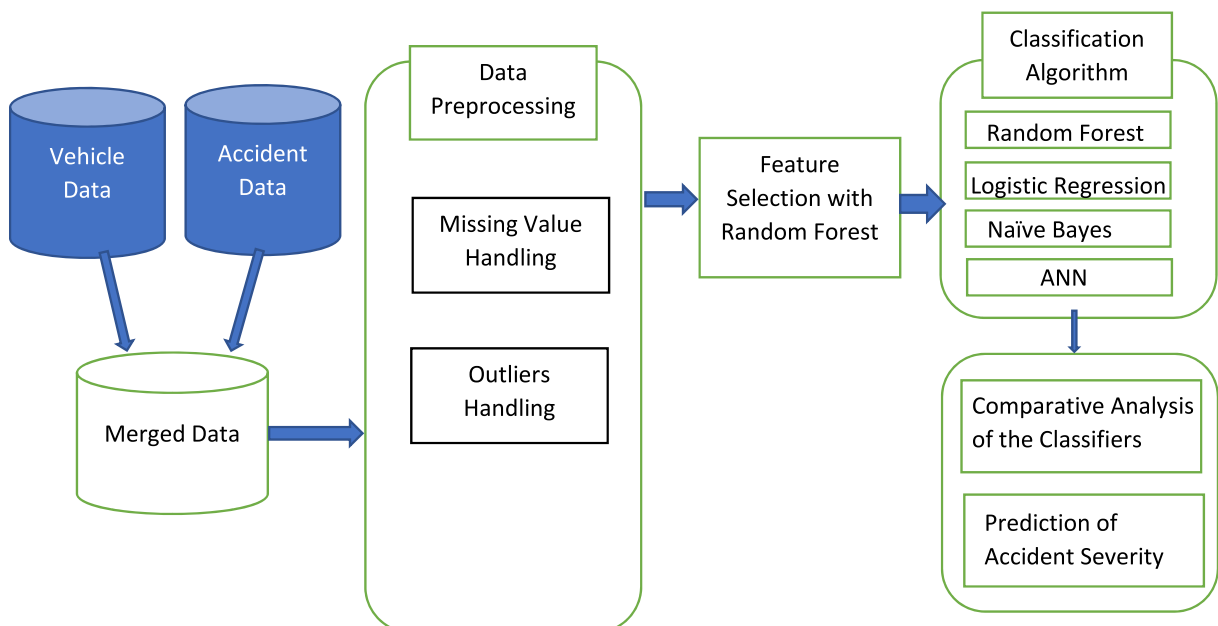 Vehicle
Data
Accident
Data
Merged Data
Data
Preprocessing
Missing Value
Handling
Outliers
Handling
Feature
Selection with
Random Forest
Classification
Algorithm
Random Forest
Logistic Regression
Naïve Bayes
ANN
Comparative Analysis
of the Classifiers
Prediction of
Accident Severity